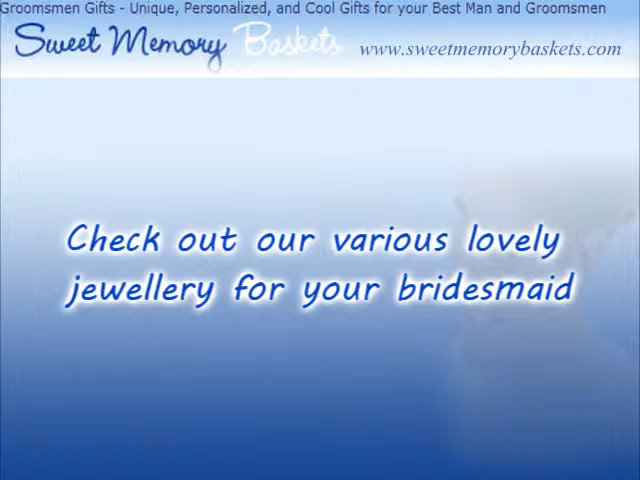 Groomsmen Gifts - Unique, Personalized, and Cool Gifts for your Best Man and Groomsmen
Sweet Memory Baskets www.sweetmemorybaskets.com
Check out our various lovely
jewellery for your bridesmaid